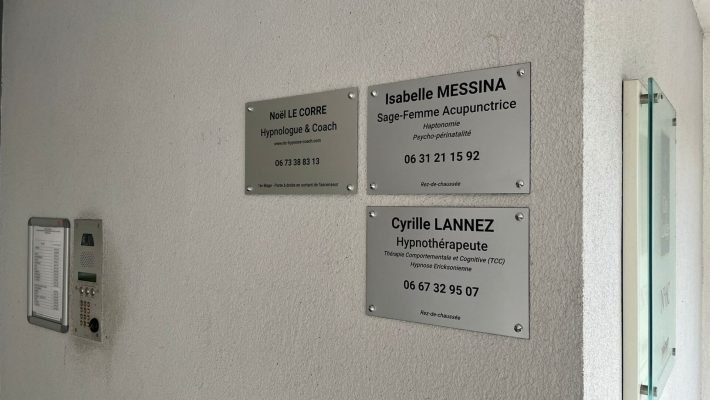 Noël LE CORRE
Hypnologue & Coach
06 73 38 83 13
Isabelle MESSINA
Sage-Femme Acupunctrice
Haptonomie
Psycho-périnatalité
06 31 21 15 92
Rez-de-chaussée
Cyrille LANNEZ
Hypnothérapeute
Thérapie Comportementale et Cognitive (TCC)
Hypnose Ericksonienne
06 67 32 95 07
Rez-de-chaussée